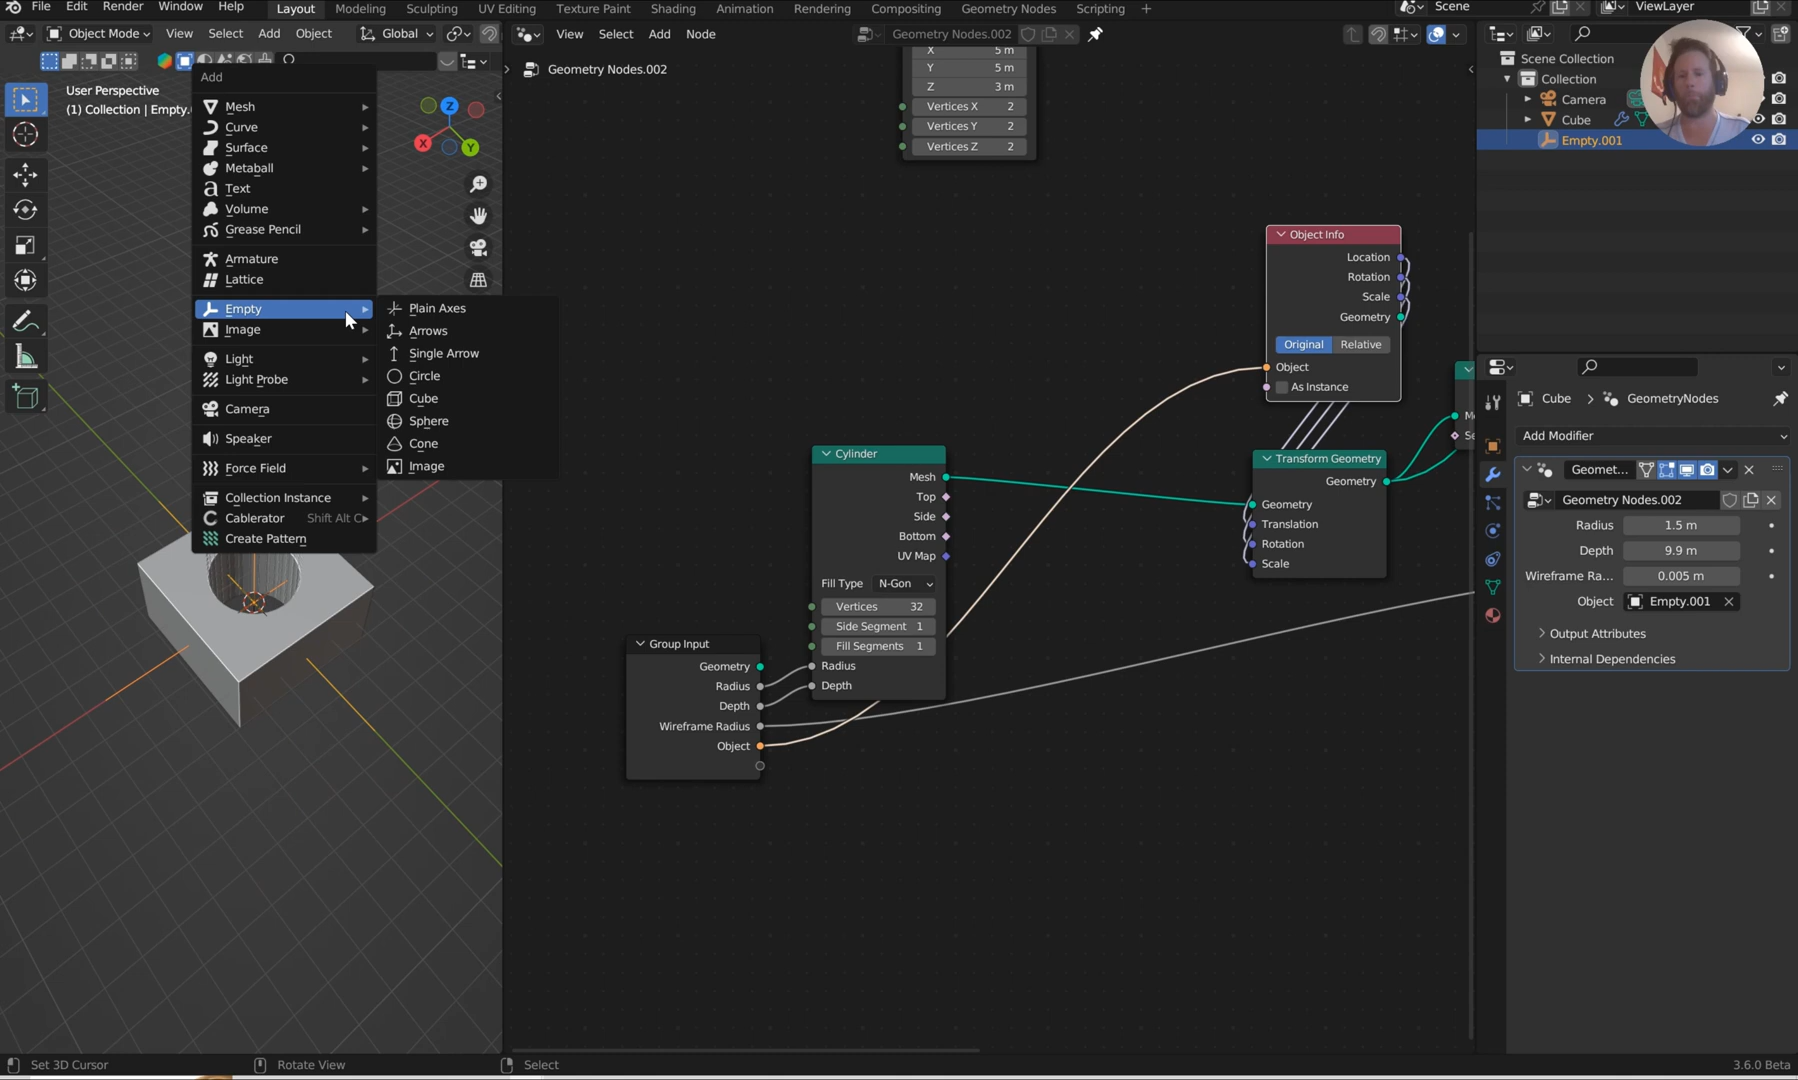 File Edit Render Window Help Layout Modeling Sculpting UV Editing Texture Paint Shading Animation Rendering Compositing Geometry Nodes Scripting + Scene ViewLayer
Object Mode View Select Add Object Global View Select Add Node Geometry Nodes.002
User Perspective
(1) Collection | Empty.
Add
Mesh
Curve
Surface
Metaball
Text
Volume
Grease Pencil
Armature
Lattice
Empty
Image
Light
Light Probe
Camera
Speaker
Force Field
Collection Instance
Cablerator Shift Alt C
Create Pattern
Plain Axes
Arrows
Single Arrow
Circle
Cube
Sphere
Cone
Image
Z
X
Y
Geometry Nodes.002
X 5 m
Y 5 m
Z 3 m
Vertices X 2
Vertices Y 2
Vertices Z 2
Object Info
Location
Rotation
Scale
Geometry
Original Relative
Object
As Instance
Cylinder
Mesh
Top
Side
Bottom
UV Map
Fill Type N-Gon
Vertices 32
Side Segment 1
Fill Segments 1
Radius
Depth
Transform Geometry
Geometry
Geometry
Translation
Rotation
Scale
Group Input
Geometry
Radius
Depth
Wireframe Radius
Object
Scene Collection
Collection
Camera
Cube
Empty.001
Cube > GeometryNodes
Add Modifier
Geomet...
Geometry Nodes.002
Radius 1.5 m
Depth 9.9 m
Wireframe Ra... 0.005 m
Object Empty.001
Output Attributes
Internal Dependencies
Set 3D Cursor Rotate View Select 3.6.0 Beta